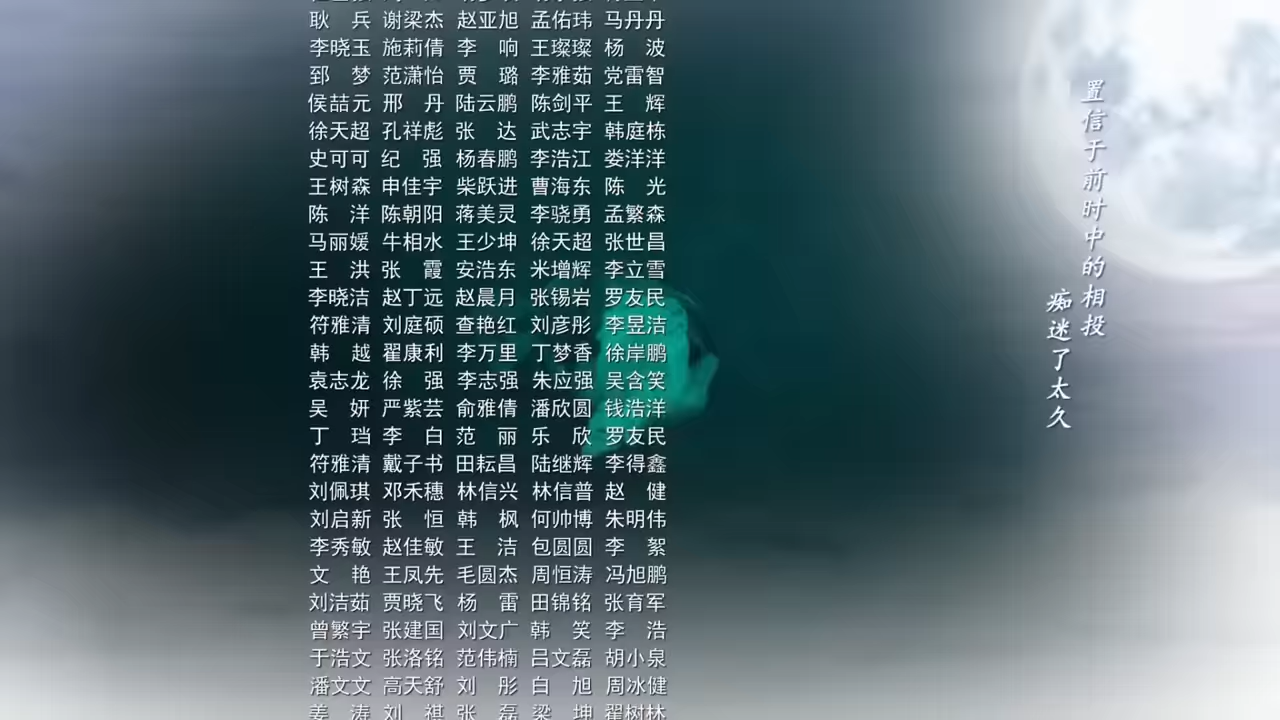 耿 兵 谢梁杰 赵亚旭 孟佑玮 马丹丹
李晓玉 施莉倩 李 响 王璨璨 杨 波
郅 梦 范潇怡 贾 璐 李雅茹 党雷智
侯喆元 邢 丹 陆云鹏 陈剑平 王 辉
徐天超 孔祥彪 张 达 武志宇 韩庭栋
史可可 纪 强 杨春鹏 李浩江 娄洋洋
王树森 申佳宇 柴跃进 曹海东 陈 光
陈 洋 陈朝阳 蒋美灵 李骁勇 孟繁森
马丽媛 牛相水 王少坤 徐天超 张世昌
王 洪 张 霞 安浩东 米增辉 李立雪
李晓洁 赵丁远 赵晨月 张锡岩 罗友民
符雅清 刘庭硕 查艳红 刘彦彤 李昱洁
韩 越 翟康利 李万里 丁梦香 徐岸鹏
袁志龙 徐 强 李志强 朱应强 吴含笑
吴 妍 严紫芸 俞雅倩 潘欣圆 钱浩洋
丁 珰 李 白 范 丽 乐 欣 罗友民
符雅清 戴子书 田耘昌 陆继辉 李得鑫
刘佩琪 邓禾穗 林信兴 林信普 赵 健
刘启新 张 恒 韩 枫 何帅博 朱明伟
李秀敏 赵佳敏 王 洁 包圆圆 李 絮
文 艳 王凤先 毛圆杰 周恒涛 冯旭鹏
刘洁茹 贾晓飞 杨 雷 田锦铭 张育军
曾繁宇 张建国 刘文广 韩 笑 李 浩
于浩文 张洛铭 范伟楠 吕文磊 胡小泉
潘文文 高天舒 刘 彤 白 旭 周冰健
姜 涛 刘 祺 张 磊 梁 坤 翟树林
置信于前时中的相投
痴迷了太久